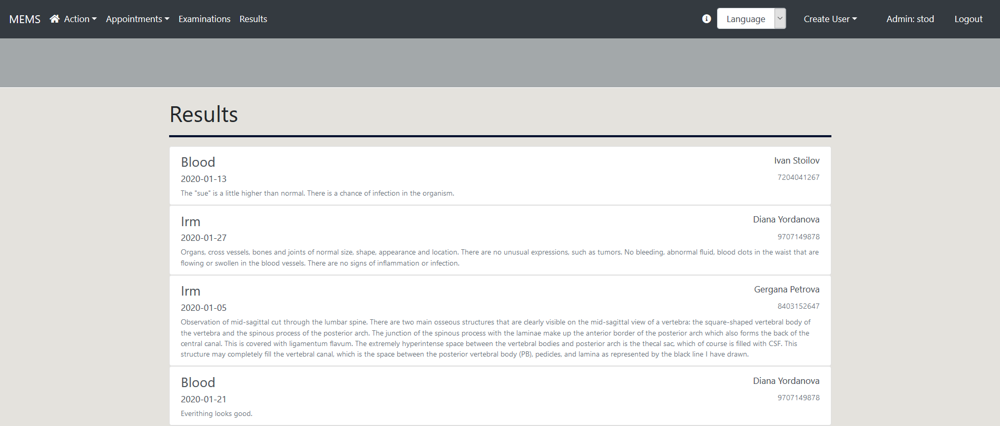 MEMS Action Appointments Examinations Results Language Create User Admin: stod Logout
Results
Blood
Ivan Stoilov
2020-01-13
7204041267
The "sue" is a little higher than normal. There is a chance of infection in the organism.
Irm
Diana Yordanova
2020-01-27
9707149878
Organs, cross vessels, bones and joints of normal size, shape, appearance and location. There are no unusual expressions, such as tumors. No bleeding, abnormal fluid, blood clots in the waist that are
flowing or swollen in the blood vessels. There are no signs of inflammation or infection.
Irm
Gergana Petrova
2020-01-05
8403152647
Observation of mid-sagittal cut through the lumbar spine. There are two main osseous structures that are clearly visible on the mid-sagittal view of a vertebra: the square-shaped vertebral body of
the vertebra and the spinous process of the posterior arch. The junction of the spinous process with the laminae make up the anterior border of the posterior arch which also forms the back of the
central canal. This is covered with ligamentum flavum. The extremely hyperintense space between the vertebral bodies and posterior arch is the thecal sac, which of course is filled with CSF. This
structure may completely fill the vertebral canal, which is the space between the posterior vertebral body (PB), pedicles, and lamina as represented by the black line I have drawn.
Blood
Diana Yordanova
2020-01-21
9707149878
Everithing looks good.